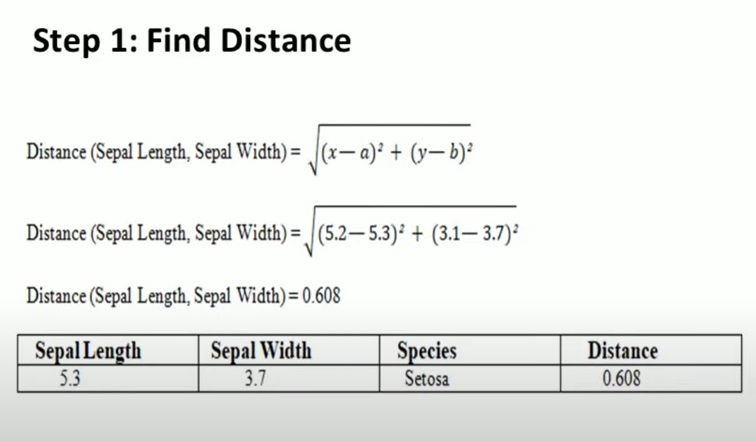 Step 1: Find Distance
Distance (Sepal Length, Sepal Width) = √(x− a)² + (y− b)²
Distance (Sepal Length, Sepal Width) = √(5.2− 5.3)² + (3.1− 3.7)²
Distance (Sepal Length, Sepal Width) = 0.608
Sepal Length Sepal Width Species Distance
5.3 3.7 Setosa 0.608